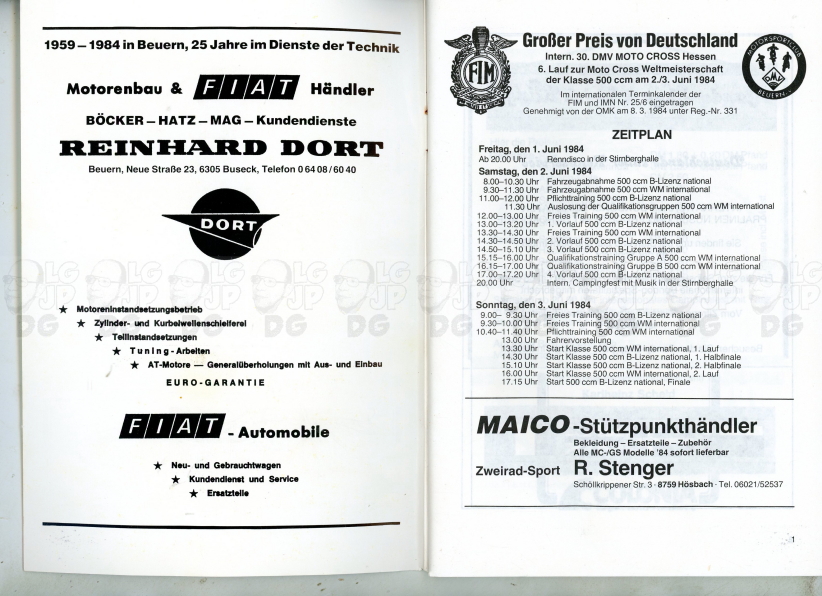 1959 – 1984 in Beuern, 25 Jahre im Dienste der Technik
Motorenbau & FIAT Händler
BÖCKER – HATZ – MAG – Kundendienste
REINHARD DORT
Beuern, Neue Straße 23, 6305 Buseck, Telefon 0 64 08 / 60 40
DORT
★ Motoreninstandsetzungsbetrieb
★ Zylinder- und Kurbelwellenschleiferei
★ Teilinstandsetzungen
★ Tuning-Arbeiten
★ AT-Motore — Generalüberholungen mit Aus- und Einbau
EURO-GARANTIE
FIAT - Automobile
★ Neu- und Gebrauchtwagen
★ Kundendienst und Service
★ Ersatzteile
FIM
Großer Preis von Deutschland
Intern. 30. DMV MOTO CROSS Hessen
6. Lauf zur Moto Cross Weltmeisterschaft
der Klasse 500 ccm am 2./3. Juni 1984
MOTORSPORTCLUB
DMV
BEUERN
Im internationalen Terminkalender der
FIM und IMN Nr. 25/6 eingetragen
Genehmigt von der OMK am 8. 3. 1984 unter Reg.-Nr. 331
ZEITPLAN
Freitag, den 1. Juni 1984
Ab 20.00 Uhr Renndisco in der Stirnberghalle
Samstag, den 2. Juni 1984
8.00–10.30 Uhr Fahrzeugabnahme 500 ccm B-Lizenz national
9.30–11.30 Uhr Fahrzeugabnahme 500 ccm WM international
11.00–12.00 Uhr Pflichttraining 500 ccm B-Lizenz national
11.30 Uhr Auslosung der Qualifikationsgruppen 500 ccm WM international
12.00–13.00 Uhr Freies Training 500 ccm WM international
13.00–13.20 Uhr 1. Vorlauf 500 ccm B-Lizenz national
13.30–14.30 Uhr Freies Training 500 ccm WM international
14.30–14.50 Uhr 2. Vorlauf 500 ccm B-Lizenz national
14.50–15.10 Uhr 3. Vorlauf 500 ccm B-Lizenz national
15.15–16.00 Uhr Qualifikationstraining Gruppe A 500 ccm WM international
16.15–17.00 Uhr Qualifikationstraining Gruppe B 500 ccm WM international
17.00–17.20 Uhr 4. Vorlauf 500 ccm B-Lizenz national
20.00 Uhr Intern. Campingfest mit Musik in der Stirnberghalle
Sonntag, den 3. Juni 1984
9.00– 9.30 Uhr Freies Training 500 ccm B-Lizenz national
9.30–10.00 Uhr Freies Training 500 ccm WM international
10.40–11.40 Uhr Pflichttraining 500 ccm WM international
13.00 Uhr Fahrervorstellung
13.30 Uhr Start Klasse 500 ccm WM international, 1. Lauf
14.30 Uhr Start Klasse 500 ccm B-Lizenz national, 1. Halbfinale
15.10 Uhr Start Klasse 500 ccm B-Lizenz national, 2. Halbfinale
16.00 Uhr Start Klasse 500 ccm WM international, 2. Lauf
17.15 Uhr Start 500 ccm B-Lizenz national, Finale
MAICO -Stützpunkthändler
Bekleidung – Ersatzteile – Zubehör
Alle MC-/GS Modelle '84 sofort lieferbar
Zweirad-Sport R. Stenger
Schöllkrippener Str. 3 · 8759 Hösbach · Tel. 06021/52537
1